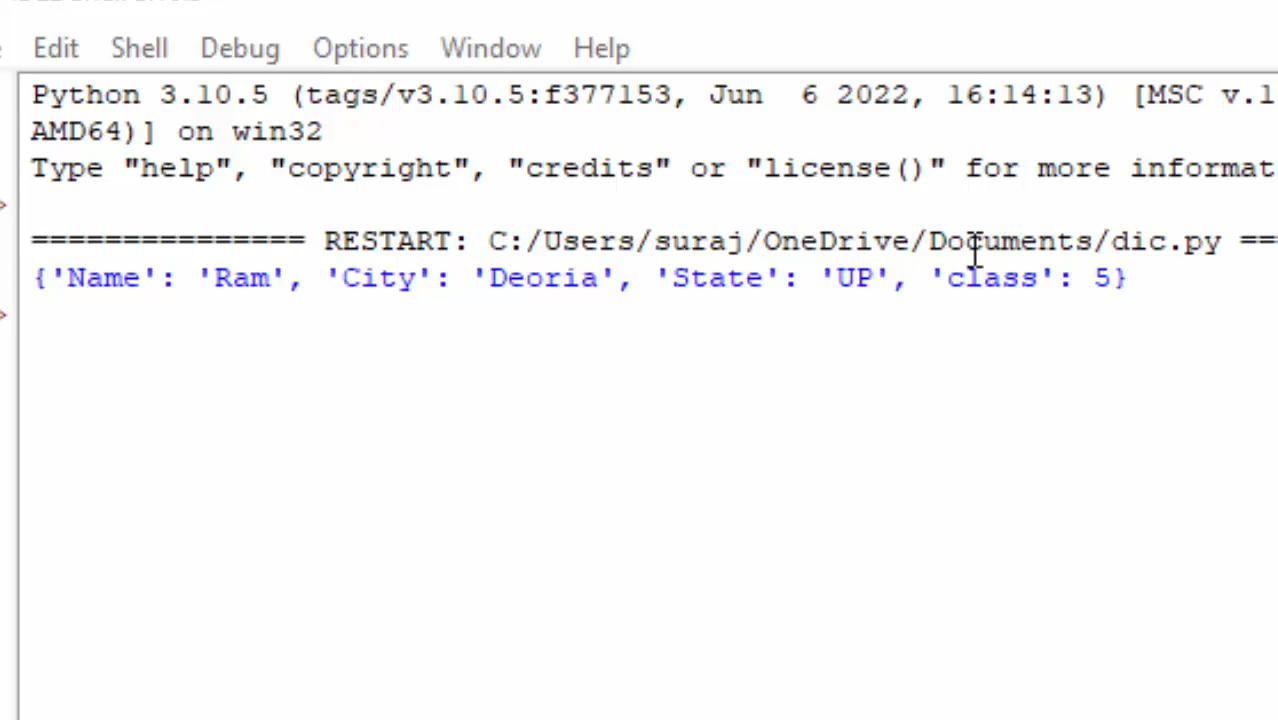 Edit Shell Debug Options Window Help
Python 3.10.5 (tags/v3.10.5:f377153, Jun  6 2022, 16:14:13) [MSC v.1
AMD64)] on win32
Type "help", "copyright", "credits" or "license()" for more informat
=============== RESTART: C:/Users/suraj/OneDrive/Documents/dic.py ===
{'Name': 'Ram', 'City': 'Deoria', 'State': 'UP', 'class': 5}